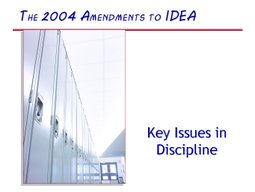 The 2004 Amendments to IDEA
Key Issues in
Discipline